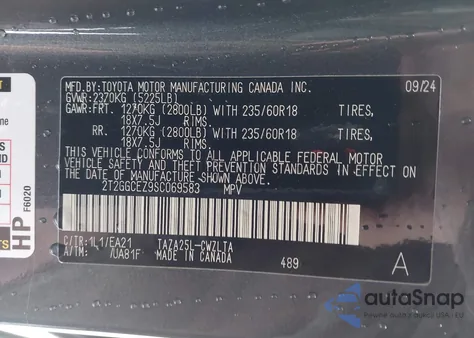 MFD.BY:TOYOTA MOTOR MANUFACTURING CANADA INC. 09/24
GVWR:2370KG (5225LB)
GAWR:FRT. 1270KG (2800LB) WITH 235/60R18 TIRES,
18X7.5J RIMS,
RR. 1270KG (2800LB) WITH 235/60R18 TIRES,
18X7.5J RIMS,
THIS VEHICLE CONFORMS TO ALL APPLICABLE FEDERAL MOTOR
VEHICLE SAFETY AND THEFT PREVENTION STANDARDS IN EFFECT
ON THE DATE OF MANUFACTURE SHOWN ABOVE.
2T2GGCEZ9SC069583 MPV
C/TR:1L1/EA21 TAZA25L-CWZLTA
A/TM: /UA81F MADE IN CANADA 489 A
HP
F6020
autoSnap